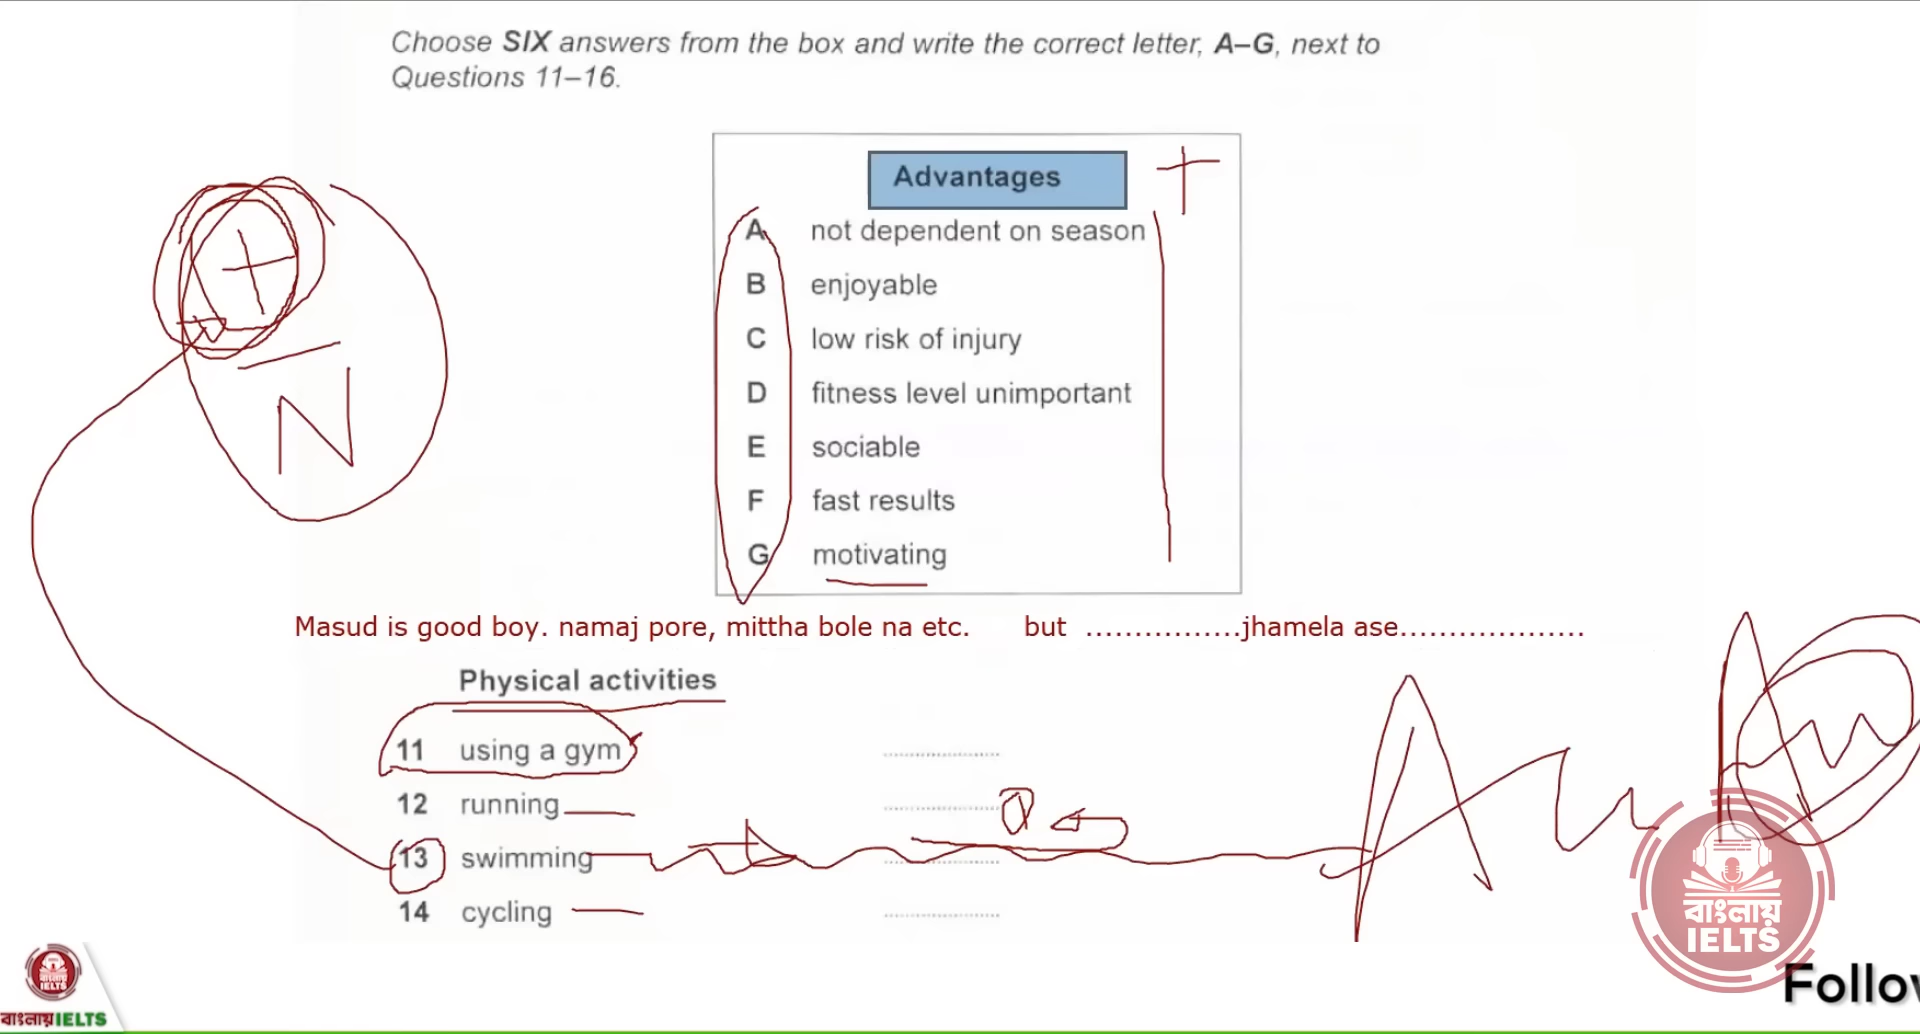 Choose SIX answers from the box and write the correct letter, A–G, next to
Questions 11–16.
Advantages
A not dependent on season
B enjoyable
C low risk of injury
D fitness level unimportant
E sociable
F fast results
G motivating
N
Masud is good boy. namaj pore, mittha bole na etc. but ................jhamela ase...................
Physical activities
11 using a gym ........................
12 running ........................
13 swimming ........................
14 cycling ........................
বাংলায়
IELTS
বাংলায়
IELTS
বাংলায়IELTS
Follow